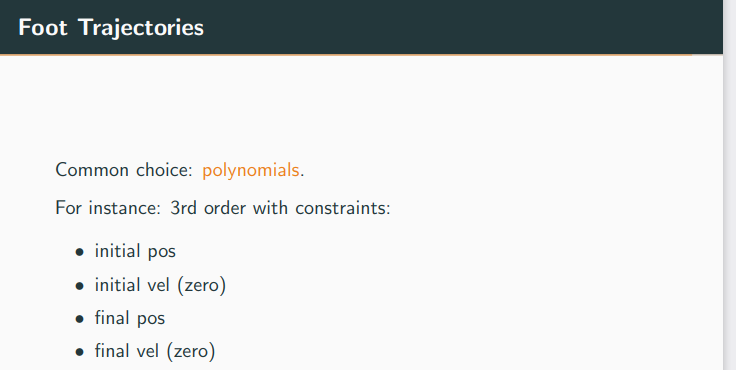 Foot Trajectories
Common choice: polynomials.
For instance: 3rd order with constraints:
• initial pos
• initial vel (zero)
• final pos
• final vel (zero)